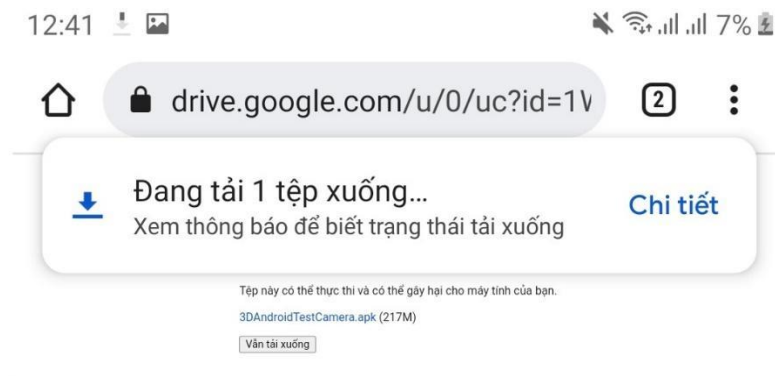 12:41 7%
drive.google.com/u/0/uc?id=1 2
Đang tải 1 tệp xuống...
Xem thông báo để biết trạng thái tải xuống Chi tiết
Tệp này có thể thực thi và có thể gây hại cho máy tính của bạn.
3DAndroidTestCamera.apk (217M)
Vẫn tải xuống